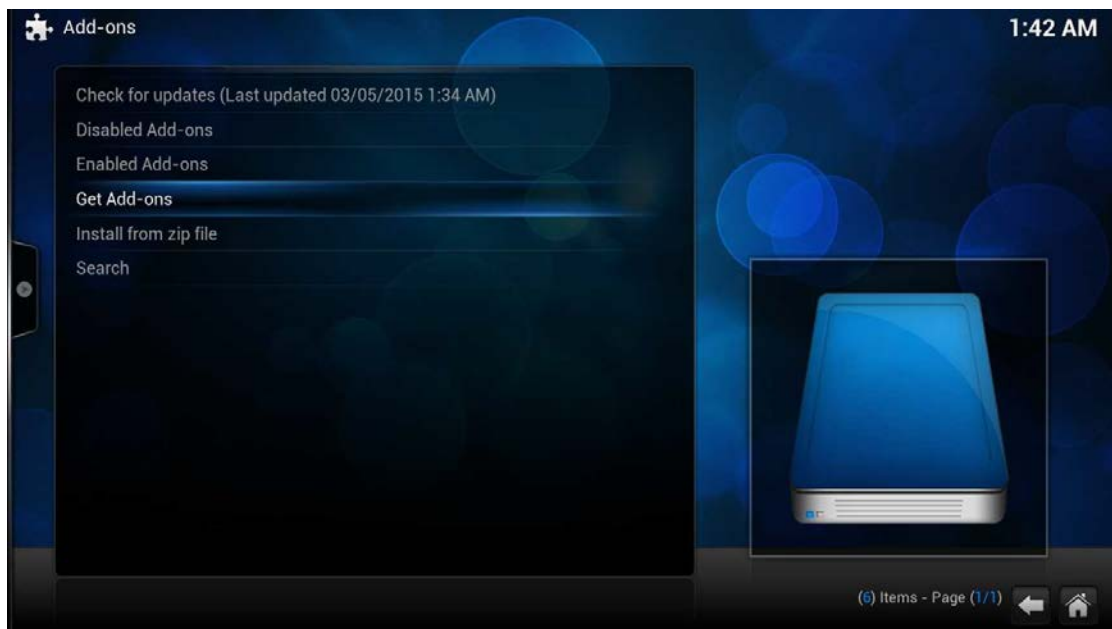 Add-ons
1:42 AM
Check for updates (Last updated 03/05/2015 1:34 AM)
Disabled Add-ons
Enabled Add-ons
Get Add-ons
Install from zip file
Search
(6) Items - Page (1/1)